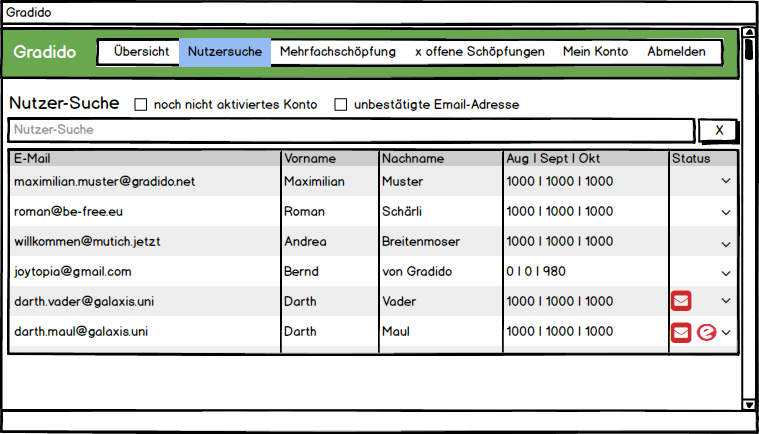 Gradido
Gradido Übersicht Nutzersuche Mehrfachschöpfung x offene Schöpfungen Mein Konto Abmelden
Nutzer-Suche noch nicht aktiviertes Konto unbestätigte Email-Adresse
Nutzer-Suche X
E-Mail Vorname Nachname Aug | Sept | Okt Status
maximilian.muster@gradido.net Maximilian Muster 1000 | 1000 | 1000
roman@be-free.eu Roman Schärli 1000 | 1000 | 1000
willkommen@mutich.jetzt Andrea Breitenmoser 1000 | 1000 | 1000
joytopia@gmail.com Bernd von Gradido 0 | 0 | 980
darth.vader@galaxis.uni Darth Vader 1000 | 1000 | 1000
darth.maul@galaxis.uni Darth Maul 1000 | 1000 | 1000